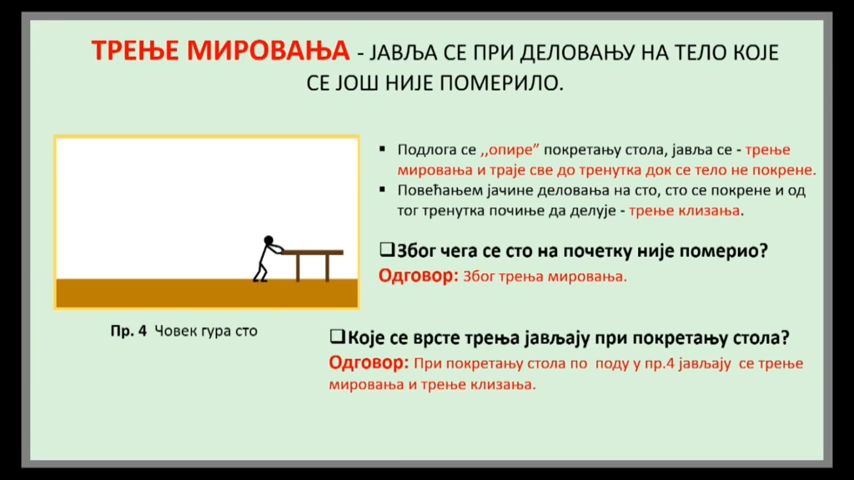 ТРЕЊЕ МИРОВАЊА - ЈАВЉА СЕ ПРИ ДЕЛОВАЊУ НА ТЕЛО КОЈЕ
СЕ ЈОШ НИЈЕ ПОМЕРИЛО.
▪ Подлога се ,,опире” покретању стола, јавља се - трење
мировања и траје све до тренутка док се тело не покрене.
▪ Повећањем јачине деловања на сто, сто се покрене и од
тог тренутка почиње да делује - трење клизања.
❑Због чега се сто на почетку није померио?
Одговор: Због трења мировања.
Пр. 4 Човек гура сто
❑Које се врсте трења јављају при покретању стола?
Одговор: При покретању стола по поду у пр.4 јављају се трење
мировања и трење клизања.